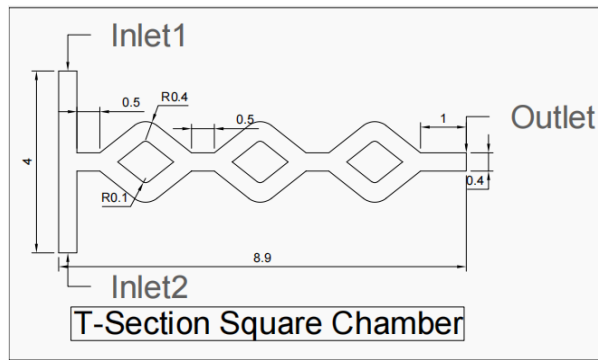 Inlet1
R0.4
0.5
0.5
1
Outlet
4
R0.1
0.4
8.9
Inlet2
T-Section Square Chamber